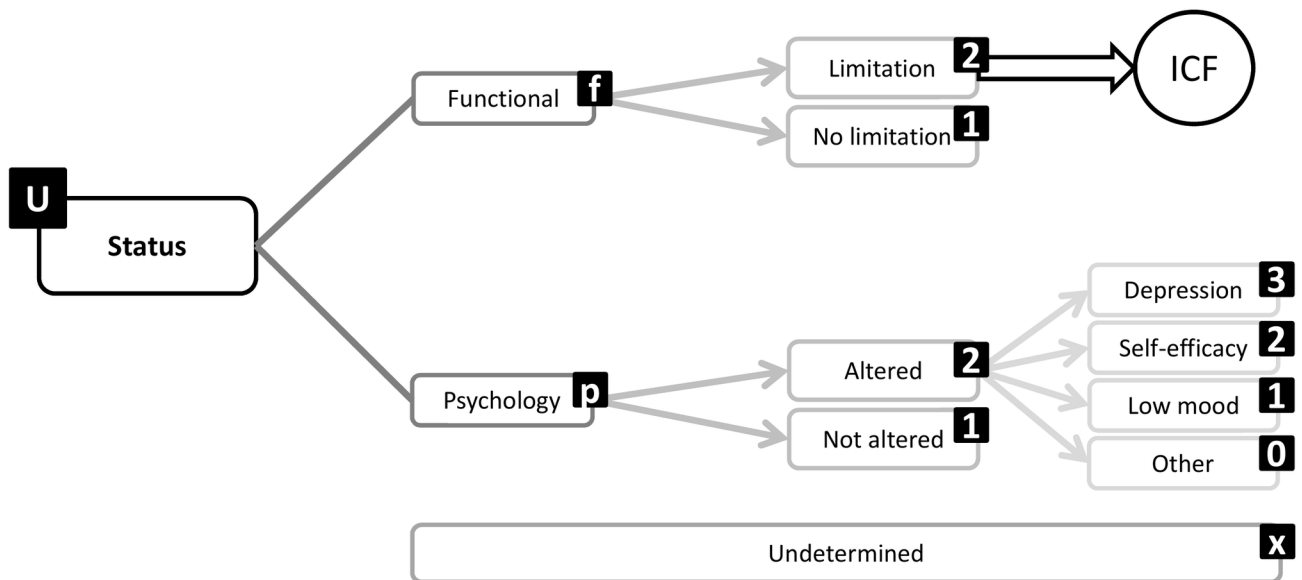 U
Status
Functional f
Limitation 2
ICF
No limitation 1
Psychology p
Altered 2
Not altered 1
Depression 3
Self-efficacy 2
Low mood 1
Other 0
Undetermined x